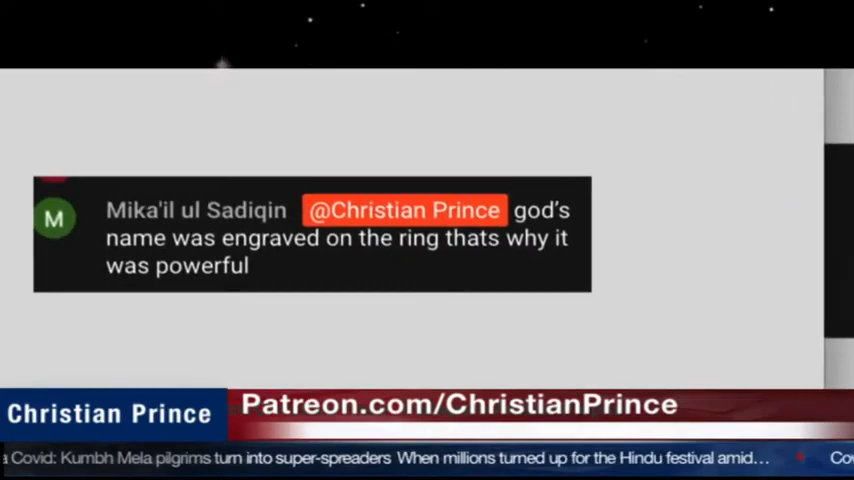 M
Mika'il ul Sadiqin @Christian Prince god's
name was engraved on the ring thats why it
was powerful
Christian Prince
Patreon.com/ChristianPrince
a Covid: Kumbh Mela pilgrims turn into super-spreaders When millions turned up for the Hindu festival amid... Cov